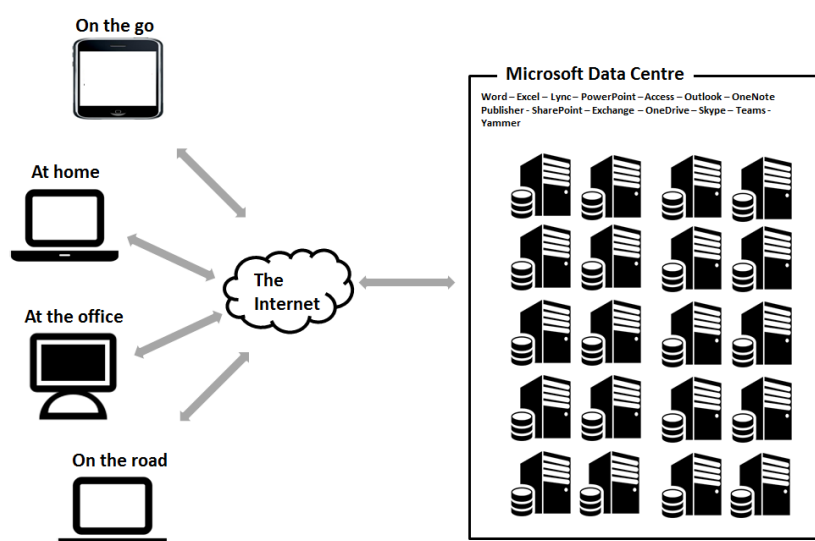 On the go
Microsoft Data Centre
Word – Excel – Lync – PowerPoint – Access – Outlook – OneNote
Publisher - SharePoint – Exchange – OneDrive – Skype – Teams -
Yammer
At home
The
Internet
At the office
On the road